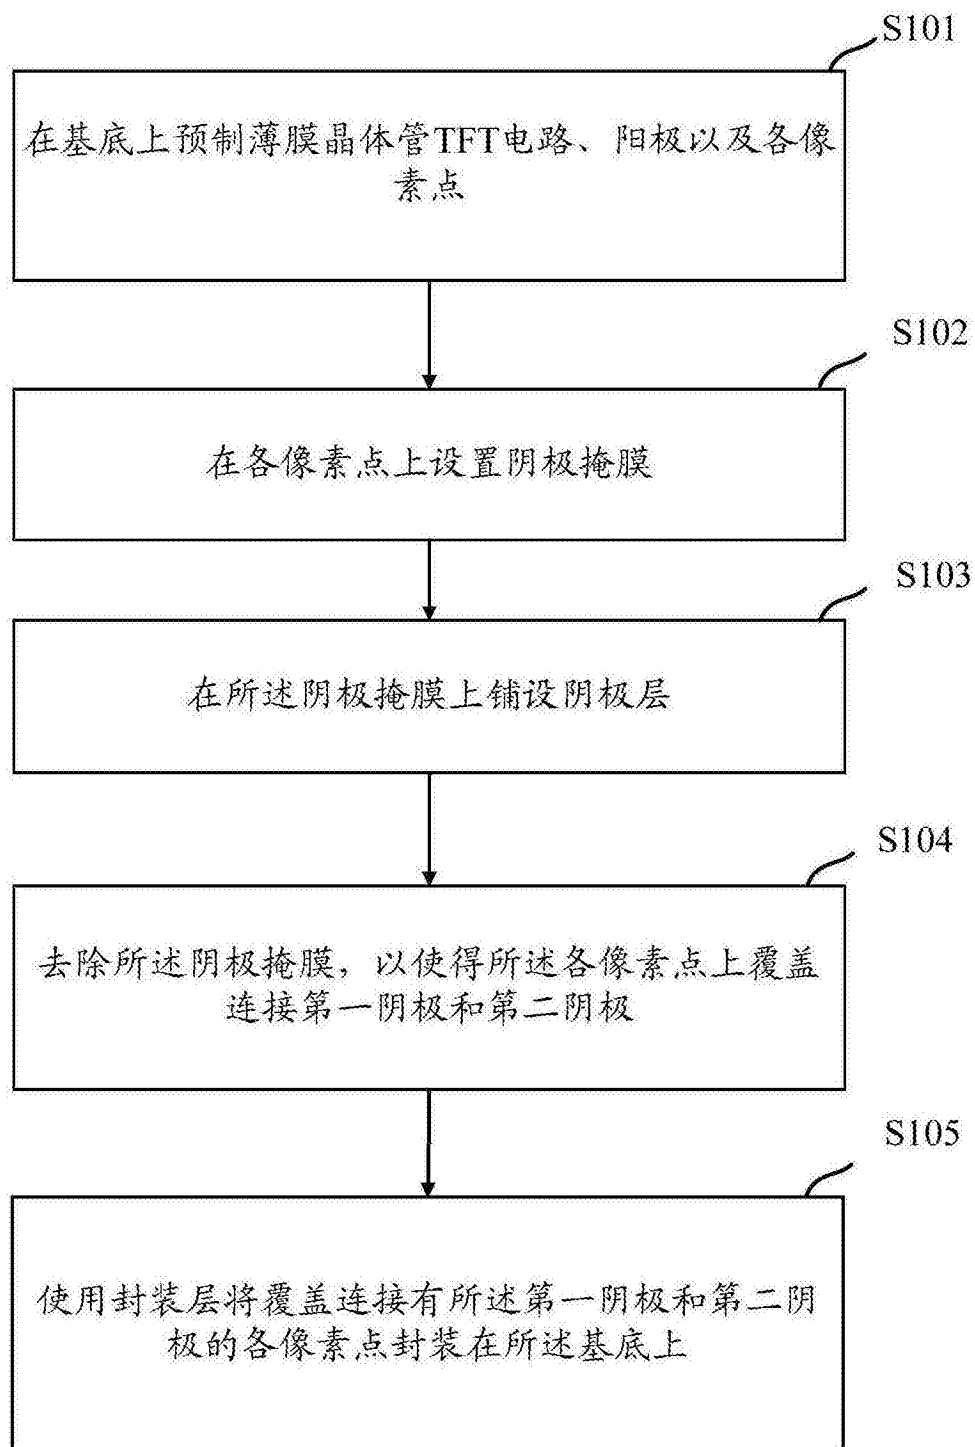 S101
在基底上预制薄膜晶体管TFT电路、阳极以及各像
素点
S102
在各像素点上设置阴极掩膜
S103
在所述阴极掩膜上铺设阴极层
S104
去除所述阴极掩膜，以使得所述各像素点上覆盖
连接第一阴极和第二阴极
S105
使用封装层将覆盖连接有所述第一阴极和第二阴
极的各像素点封装在所述基底上